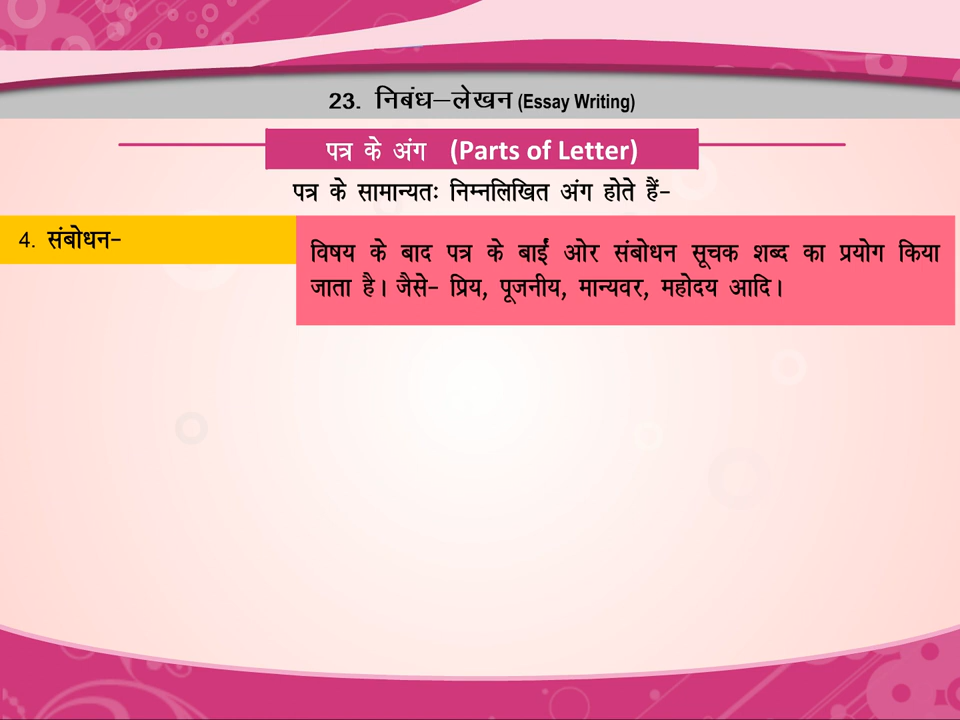 23. निबंध–लेखन (Essay Writing)
पत्र के अंग (Parts of Letter)
पत्र के सामान्यतः निम्नलिखित अंग होते हैं-
4. संबोधन-
विषय के बाद पत्र के बाईं ओर संबोधन सूचक शब्द का प्रयोग किया
जाता है। जैसे- प्रिय, पूजनीय, मान्यवर, महोदय आदि।